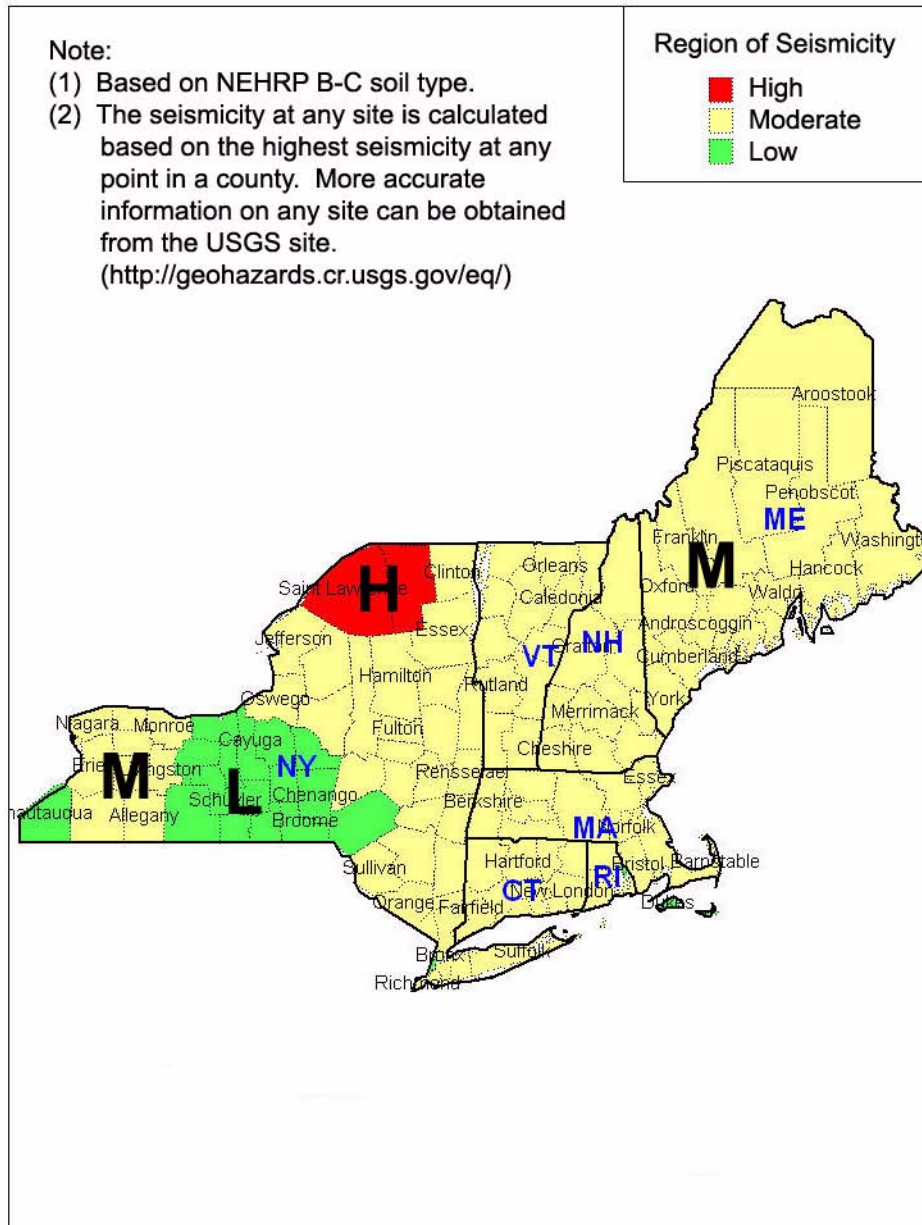 Note:
(1) Based on NEHRP B-C soil type.
(2) The seismicity at any site is calculated
based on the highest seismicity at any
point in a county. More accurate
information on any site can be obtained
from the USGS site.
(http://geohazards.cr.usgs.gov/eq/)
Region of Seismicity
High
Moderate
Low
Aroostook
Piscataquis
Penobscot
ME
Washington
Franklin
M
Hancock
Oxford
Waldo
Androscoggin
Cumberland
York
Clinton
Orleans
Saint Lawrence
H
Caledonia
Essex
Jefferson
NH
VT
Hamilton
Rutland
Oswego
Merrimack
Niagara
Monroe
Fulton
Cayuga
Cheshire
Erie
M
NY
Rensselaer
Essex
Schuyler
L
Chenango
Berkshire
Allegany
Broome
MA
Norfolk
Hartford
Bristol
Barnstable
Sullivan
RI
CT
New London
Orange
Fairfield
Dukes
Bronx
Suffolk
Richmond